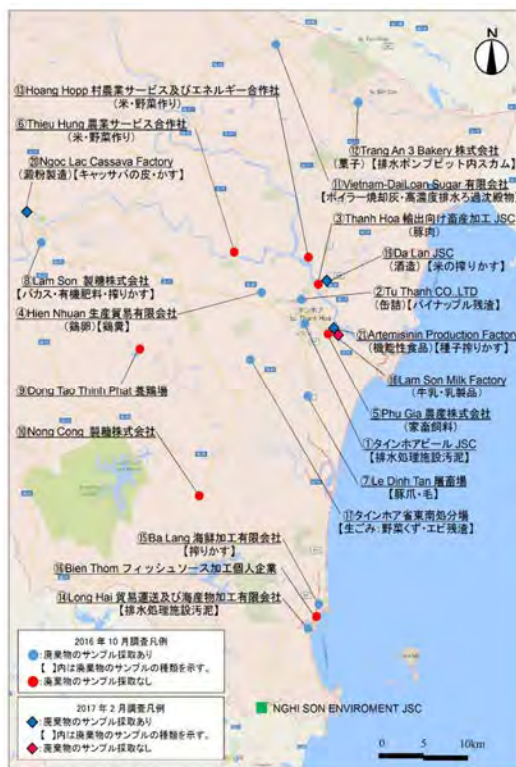 N
⑬Hoang Hopp 村農業サービス及びエネルギー合作社
(米・野菜作り)
⑥Thieu Hung 農業サービス合作社
(米・野菜作り)
⑳Ngoc Lac Cassava Factory
(澱粉製造)【キャッサバの皮・かす】
⑫Trang An 3 Bakery 株式会社
(菓子)【排水ポンプピット内スカム】
⑪Vietnam-DaiLoan Sugar 有限会社
【ボイラー焼却灰・高濃度排水ろ過沈殿物】
③Thanh Hoa 輸出向け畜産加工 JSC
(豚肉)
⑲Da Lan JSC
(酒造)【米の搾りかす】
⑧Lam Son 製糖株式会社
【バカス・有機肥料・搾りかす】
②Tu Thanh CO.,LTD
(缶詰)【パイナップル残渣】
④Hien Nhuan 生産貿易有限会社
(鶏卵)【鶏糞】
㉑Artemisinin Production Factory
(機能性食品)【種子搾りかす】
⑱Lam Son Milk Factory
(牛乳・乳製品)
⑨Dong Tao Thinh Phat 養鶏場
⑤Phu Gia 農産株式会社
(家畜飼料)
①タインホアビール JSC
【排水処理施設汚泥】
⑩Nong Cong 製糖株式会社
⑦Le Dinh Tan 屠畜場
【豚爪・毛】
⑰タインホア省東南処分場
【生ごみ:野菜くず・エビ残渣】
⑮Ba Lang 海鮮加工有限会社
【搾りかす】
⑯Bien Thom フィッシュソース加工個人企業
⑭Long Hai 貿易運送及び海産物加工有限会社
【排水処理施設汚泥】
2016 年 10 月調査凡例
:廃棄物のサンプル採取あり
【 】内は廃棄物のサンプルの種類を示す。
:廃棄物のサンプル採取なし
2017 年 2 月調査凡例
:廃棄物のサンプル採取あり
【 】内は廃棄物のサンプルの種類を示す。
:廃棄物のサンプル採取なし
NGHI SON ENVIROMENT JSC
0 5 10km